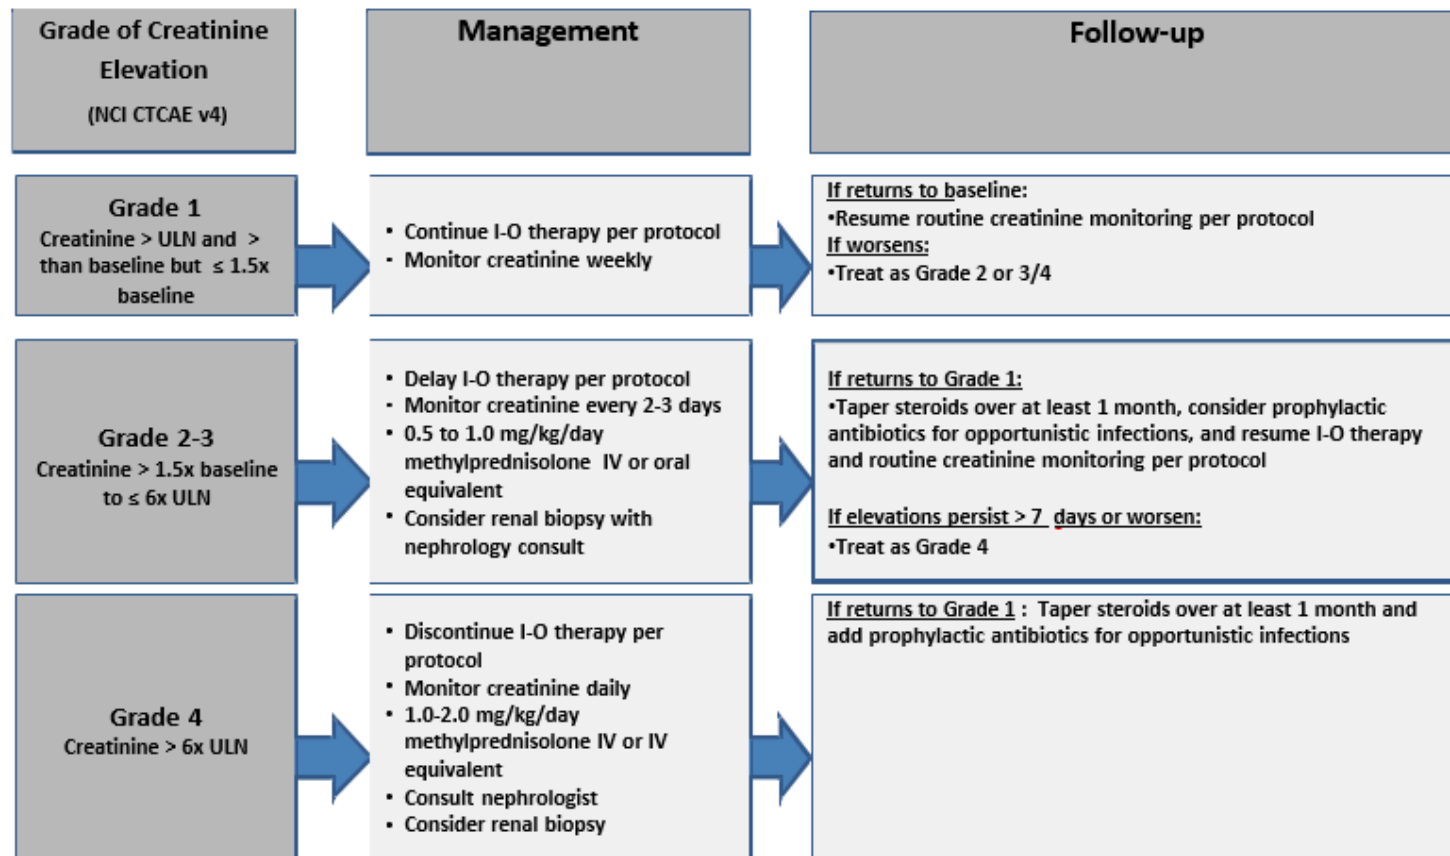 Grade of Creatinine
Elevation
(NCI CTCAE v4)
Management
Follow-up
Grade 1
Creatinine > ULN and >
than baseline but ≤ 1.5x
baseline
• Continue I-O therapy per protocol
• Monitor creatinine weekly
If returns to baseline:
•Resume routine creatinine monitoring per protocol
If worsens:
•Treat as Grade 2 or 3/4
Grade 2-3
Creatinine > 1.5x baseline
to ≤ 6x ULN
• Delay I-O therapy per protocol
• Monitor creatinine every 2-3 days
• 0.5 to 1.0 mg/kg/day
methylprednisolone IV or oral
equivalent
• Consider renal biopsy with
nephrology consult
If returns to Grade 1:
•Taper steroids over at least 1 month, consider prophylactic
antibiotics for opportunistic infections, and resume I-O therapy
and routine creatinine monitoring per protocol
If elevations persist > 7 days or worsen:
•Treat as Grade 4
Grade 4
Creatinine > 6x ULN
• Discontinue I-O therapy per
protocol
• Monitor creatinine daily
• 1.0-2.0 mg/kg/day
methylprednisolone IV or IV
equivalent
• Consult nephrologist
• Consider renal biopsy
If returns to Grade 1 : Taper steroids over at least 1 month and
add prophylactic antibiotics for opportunistic infections